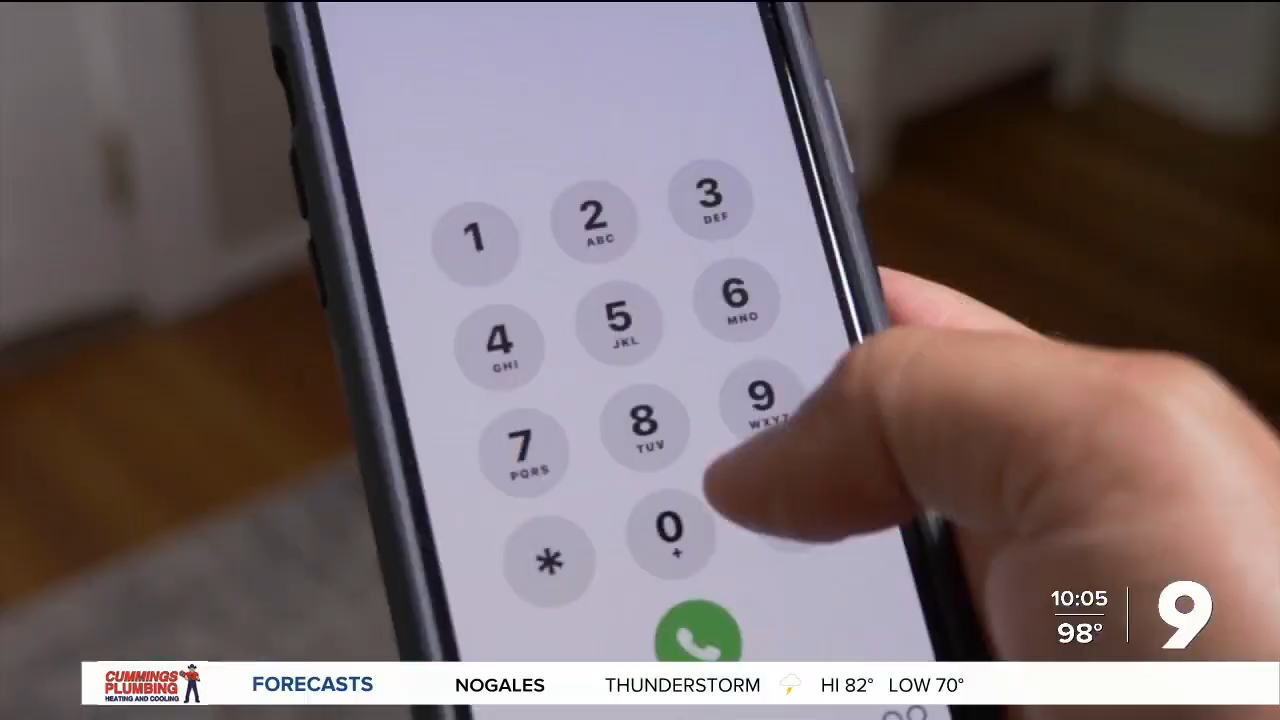 1
2
ABC
3
DEF
4
GHI
5
JKL
6
MNO
7
PQRS
8
TUV
9
WXYZ
*
0
+
10:05
98°
9
CUMMINGS
PLUMBING
HEATING AND COOLING
FORECASTS NOGALES THUNDERSTORM HI 82° LOW 70°